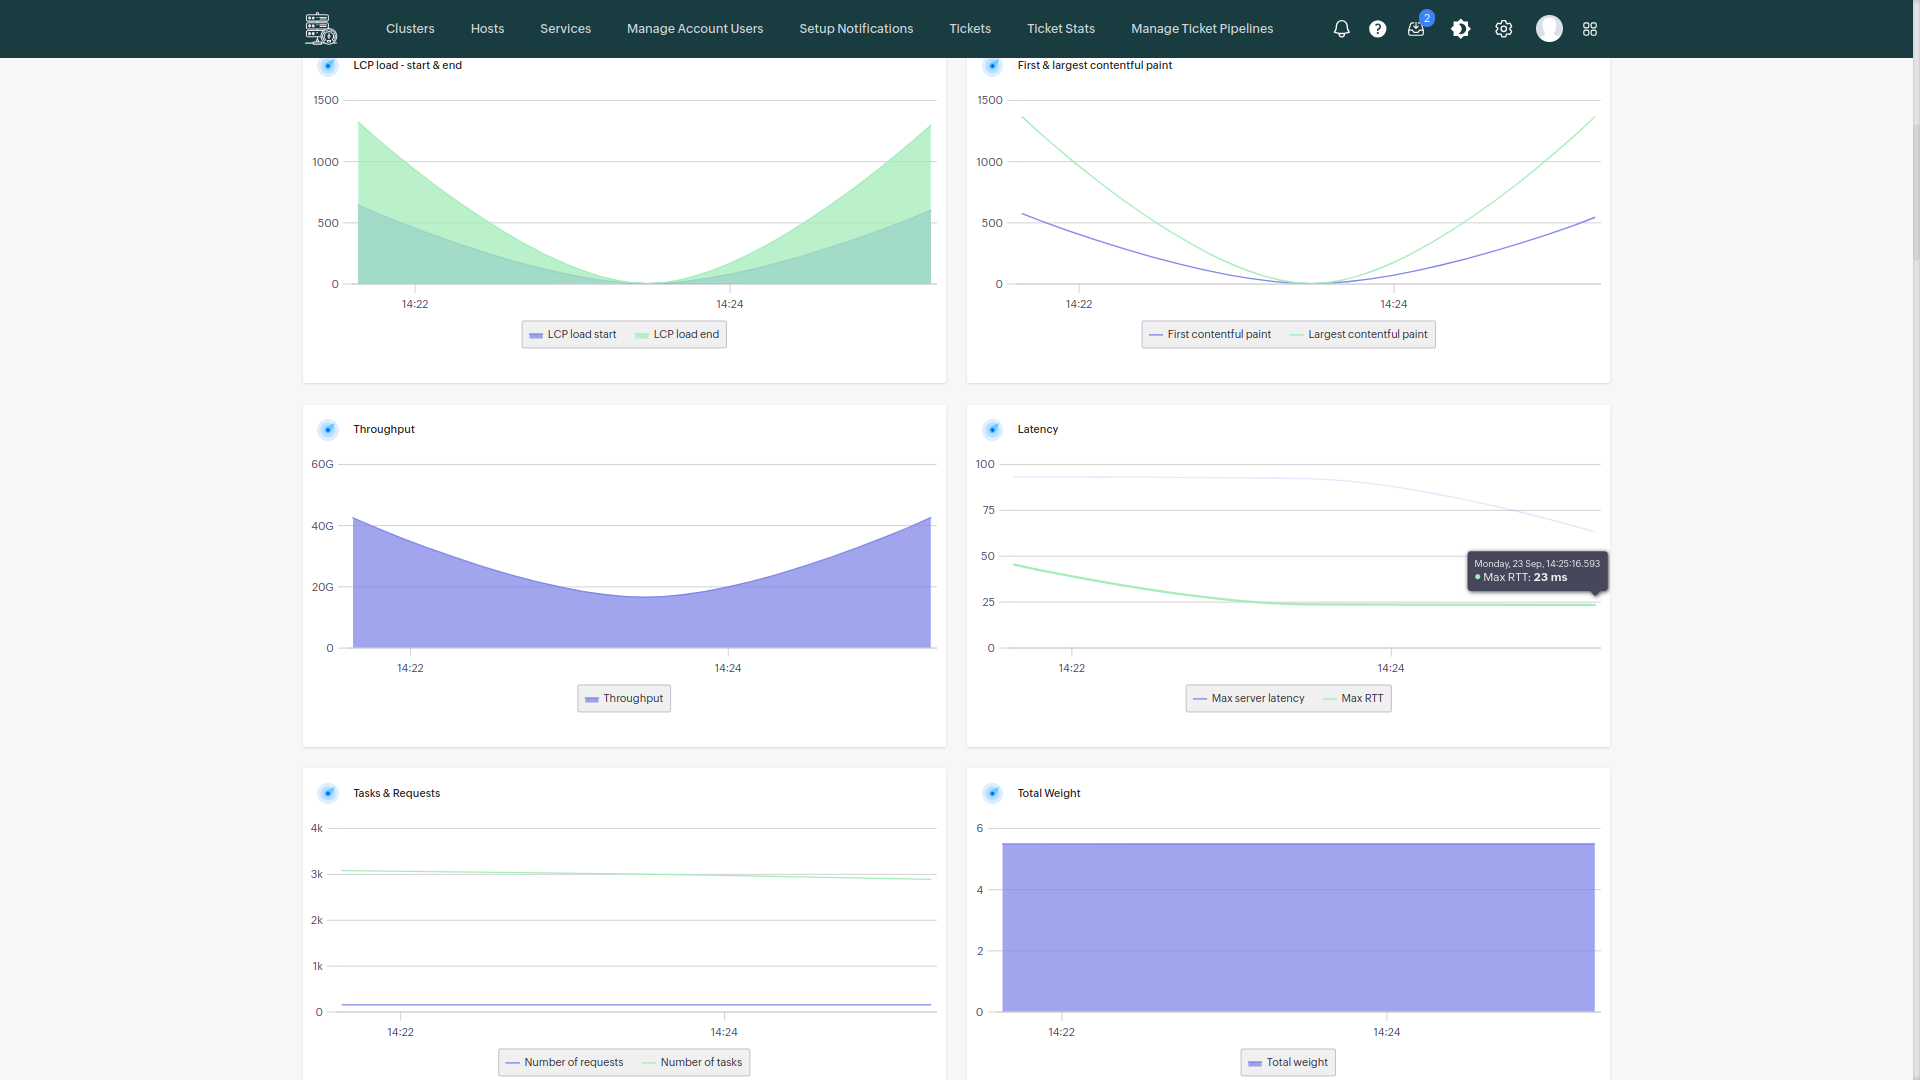 Clusters Hosts Services Manage Account Users Setup Notifications Tickets Ticket Stats Manage Ticket Pipelines 2
LCP load - start & end
1500
1000
500
0
14:22 14:24
LCP load start LCP load end
First & largest contentful paint
1500
1000
500
0
14:22 14:24
First contentful paint Largest contentful paint
Throughput
60G
40G
20G
0
14:22 14:24
Throughput
Latency
100
75
50
25
0
Monday, 23 Sep, 14:25:16.593
Max RTT: 23 ms
14:22 14:24
Max server latency Max RTT
Tasks & Requests
4k
3k
2k
1k
0
14:22 14:24
Number of requests Number of tasks
Total Weight
6
4
2
0
14:22 14:24
Total weight